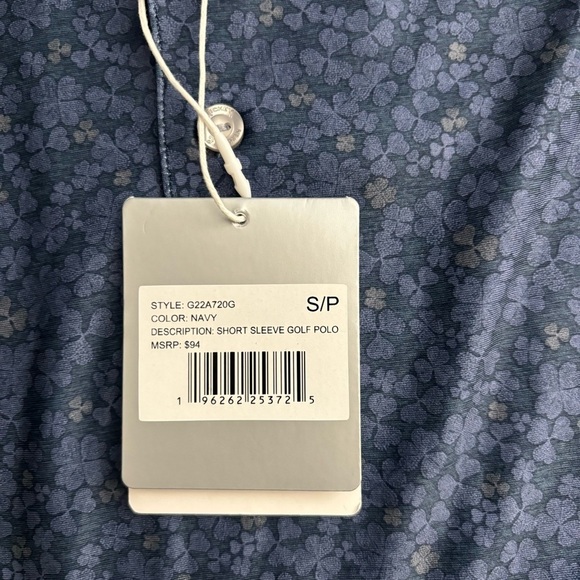 STYLE: G22A720G
S/P
COLOR: NAVY
DESCRIPTION: SHORT SLEEVE GOLF POLO
MSRP: $94
1 96262 25372 5